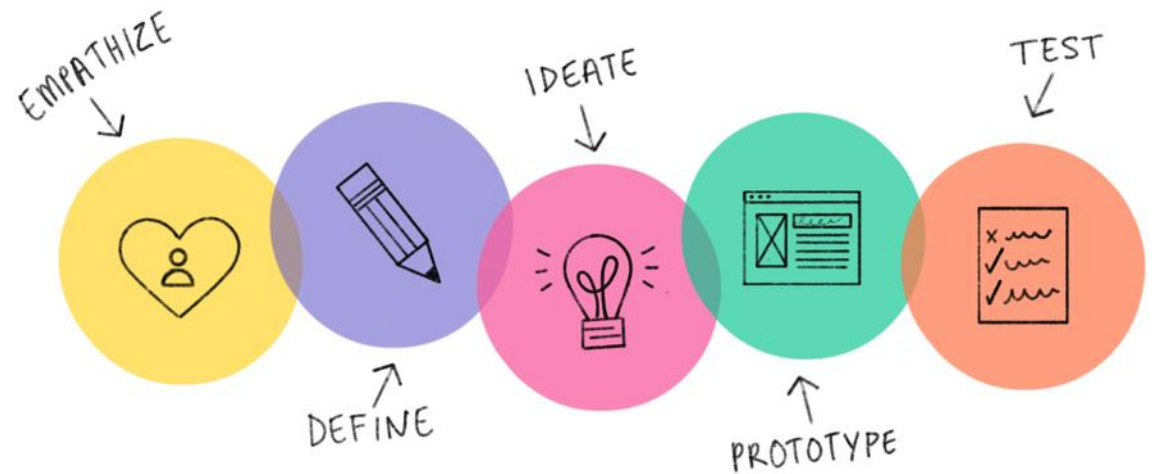 EMPATHIZE
DEFINE
IDEATE
PROTOTYPE
TEST